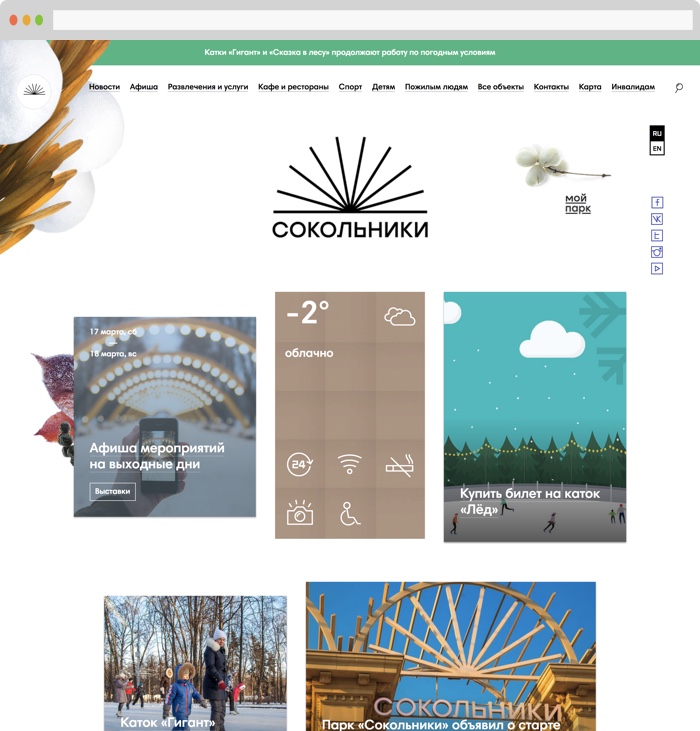 Катки «Гигант» и «Сказка в лесу» продолжают работу по погодным условиям
Новости Афиша Развлечения и услуги Кафе и рестораны Спорт Детям Пожилым людям Все объекты Контакты Карта Инвалидам
RU
EN
мой
парк
СОКОЛЬНИКИ
17 марта, сб
—
18 марта, вс
Афиша мероприятий
на выходные дни
Выставки
-2°
облачно
24
Купить билет на каток
«Лёд»
Каток «Гигант»
СОКОЛЬНИКИ
Парк «Сокольники» объявил о старте